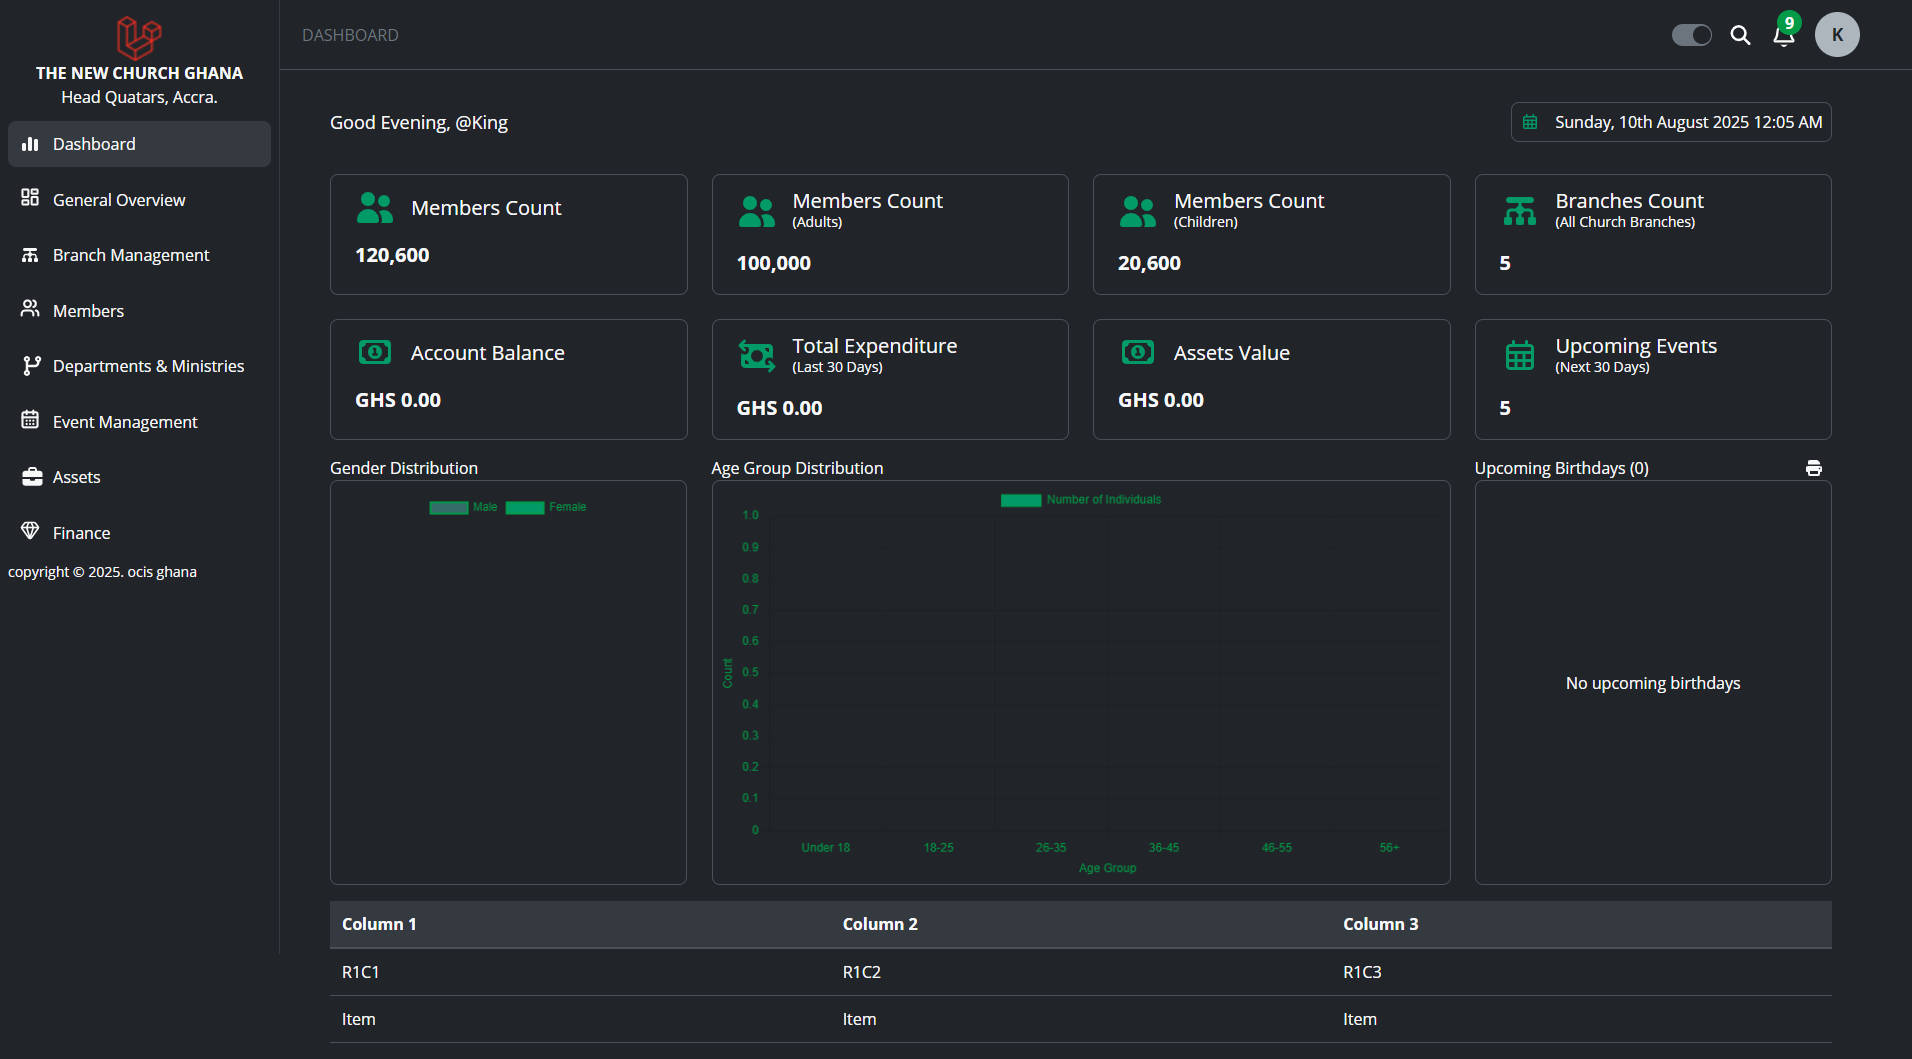 THE NEW CHURCH GHANA
Head Quatars, Accra.
Dashboard
General Overview
Branch Management
Members
Departments & Ministries
Event Management
Assets
Finance
copyright © 2025. ocis ghana
DASHBOARD
9
K
Good Evening, @King
Sunday, 10th August 2025 12:05 AM
Members Count
120,600
Members Count
(Adults)
100,000
Members Count
(Children)
20,600
Branches Count
(All Church Branches)
5
Account Balance
GHS 0.00
Total Expenditure
(Last 30 Days)
GHS 0.00
Assets Value
GHS 0.00
Upcoming Events
(Next 30 Days)
5
Gender Distribution
Male Female
Age Group Distribution
Number of Individuals
1.0
0.9
0.8
0.7
0.6
0.5
0.4
0.3
0.2
0.1
0
Count
Under 18 18-25 26-35 36-45 46-55 56+
Age Group
Upcoming Birthdays (0)
No upcoming birthdays
Column 1 Column 2 Column 3
R1C1 R1C2 R1C3
Item Item Item